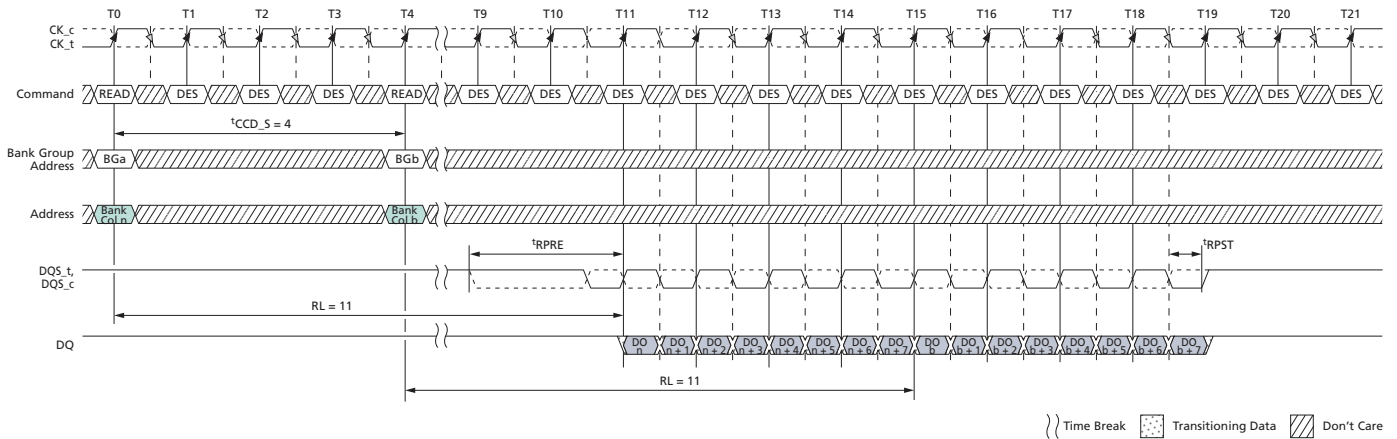 T0 T1 T2 T3 T4 T9 T10 T11 T12 T13 T14 T15 T16 T17 T18 T19 T20 T21
CK_c
CK_t
Command READ DES DES DES READ DES DES DES DES DES DES DES DES DES DES DES DES DES
tCCD_S = 4
Bank Group
Address
BGa BGb
Address
Bank
Col n
Bank
Col b
tRPRE tRPST
DQS_t,
DQS_c
RL = 11
DQ
DO
n
DO
n + 1
DO
n + 2
DO
n + 3
DO
n + 4
DO
n + 5
DO
n + 6
DO
n + 7
DO
b
DO
b + 1
DO
b + 2
DO
b + 3
DO
b + 4
DO
b + 5
DO
b + 6
DO
b + 7
RL = 11
Time Break Transitioning Data Don't Care